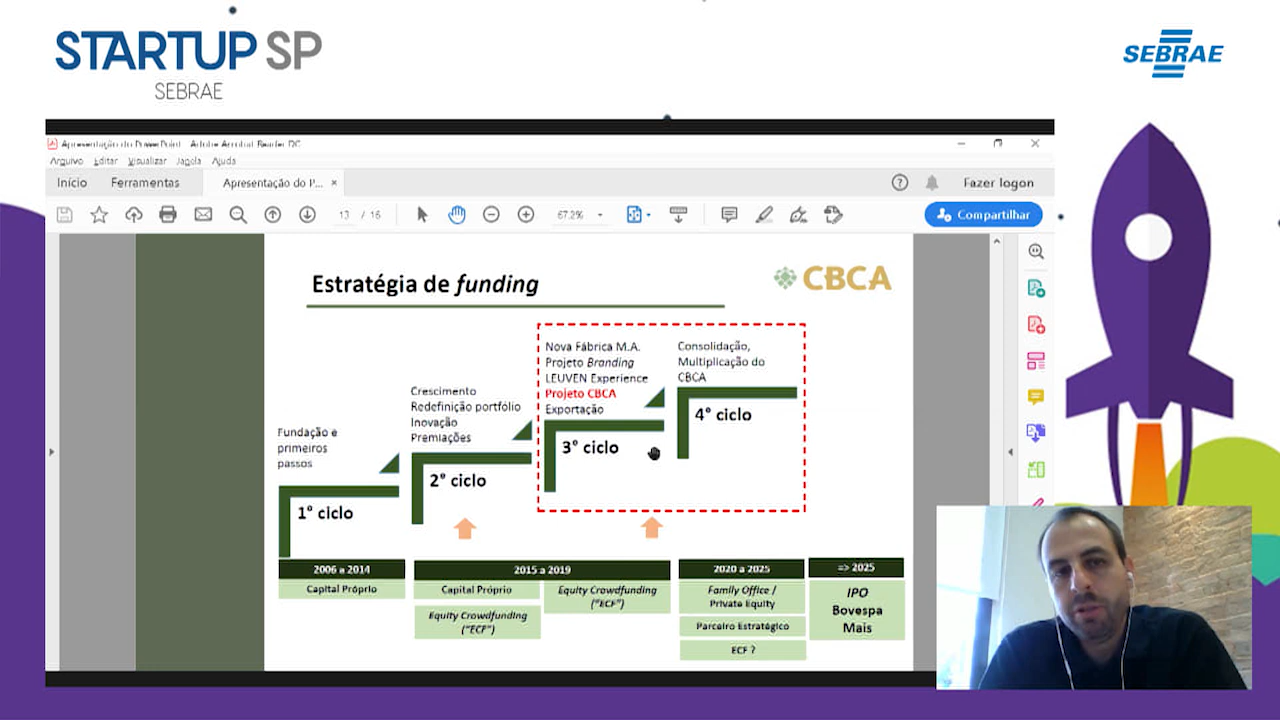 STARTUP SP
SEBRAE
SEBRAE
Apresentação do PowerPoint - Adobe Acrobat Reader DC
Arquivo Editar Visualizar Janela Ajuda
Início Ferramentas Apresentação do P... ×
Fazer logon
13 / 16
67,2%
Compartilhar
Estratégia de funding
CBCA
Fundação e
primeiros
passos
1° ciclo
Crescimento
Redefinição portfólio
Inovação
Premiações
2° ciclo
Nova Fábrica M.A.
Projeto Branding
LEUVEN Experience
Projeto CBCA
Exportação
3° ciclo
Consolidação,
Multiplicação do
CBCA
4° ciclo
2006 a 2014
Capital Próprio
2015 a 2019
Capital Próprio
Equity Crowdfunding
("ECF")
Equity Crowdfunding
("ECF")
2020 a 2025
Family Office /
Private Equity
Parceiro Estratégico
ECF ?
=> 2025
IPO
Bovespa
Mais